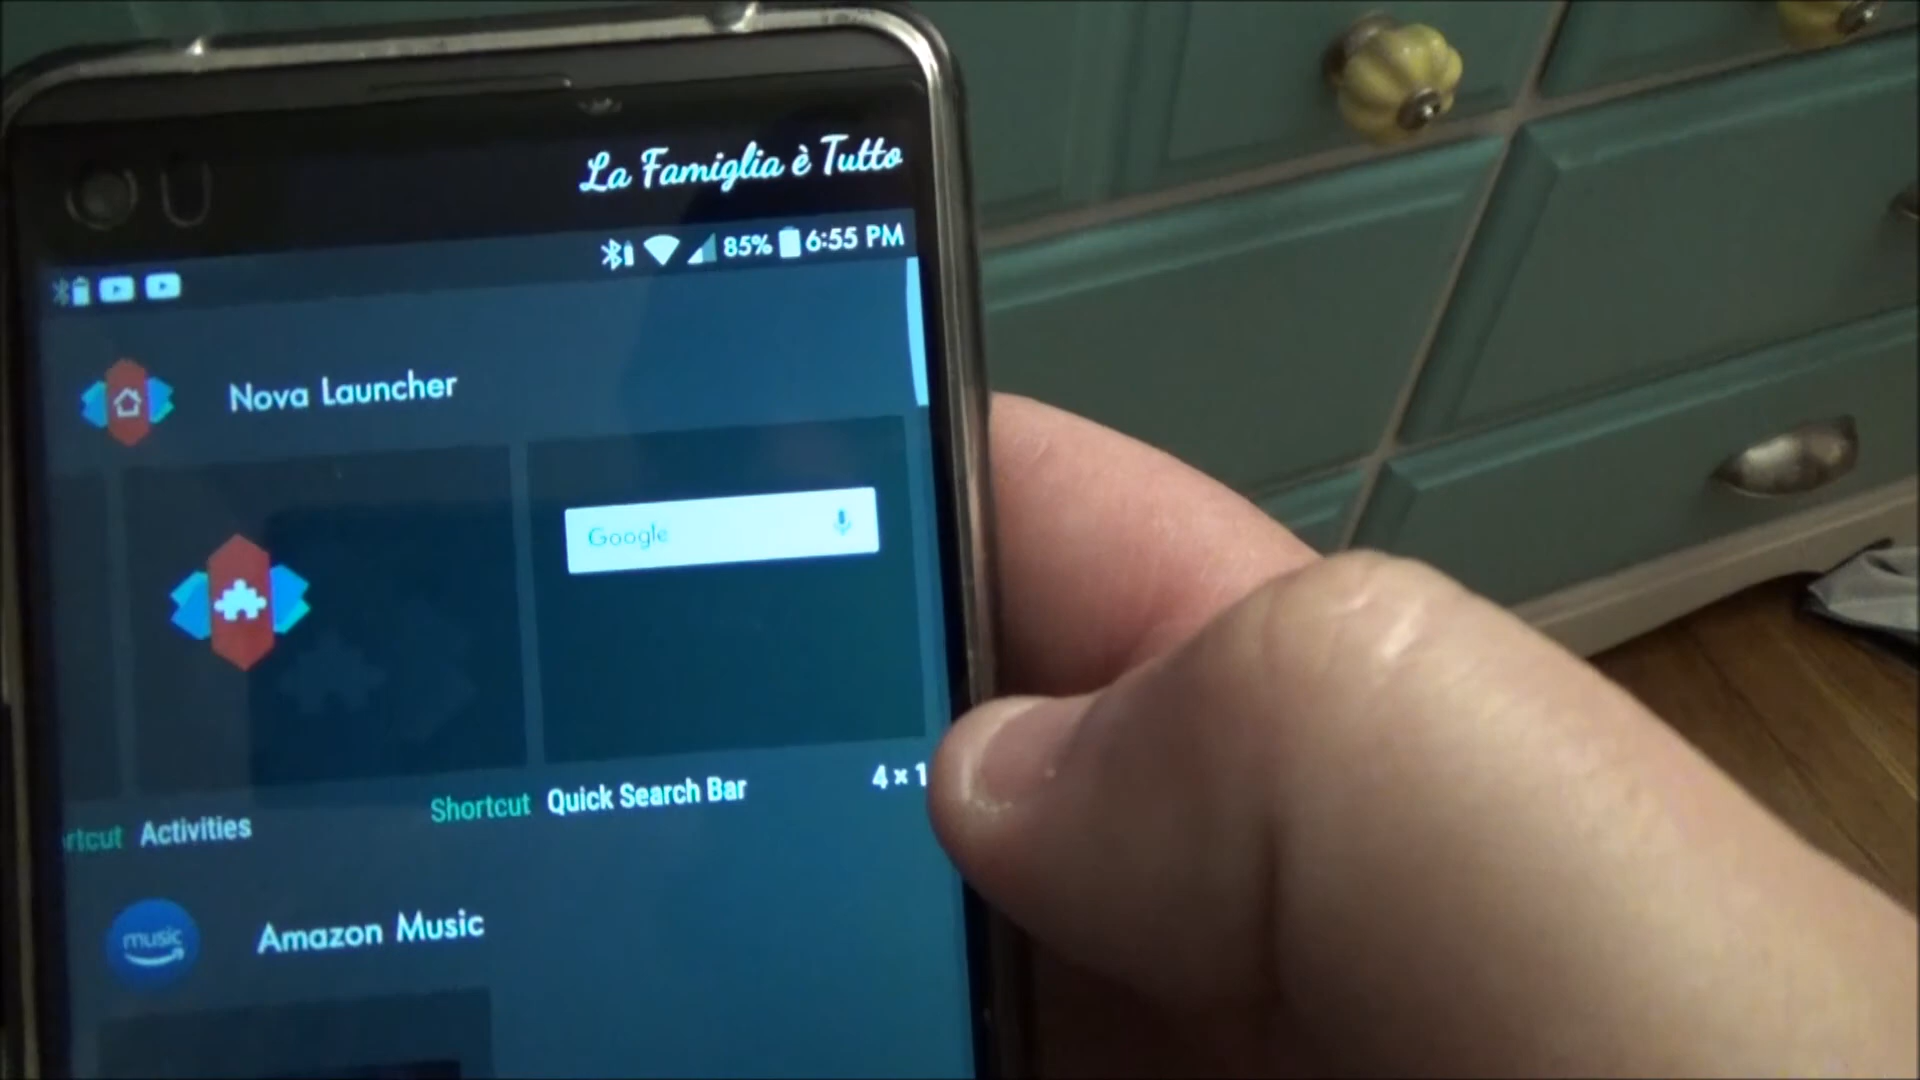 La Famiglia è Tutto
85% 6:55 PM
Nova Launcher
Google
rtcut Activities Shortcut Quick Search Bar 4 × 1
music Amazon Music